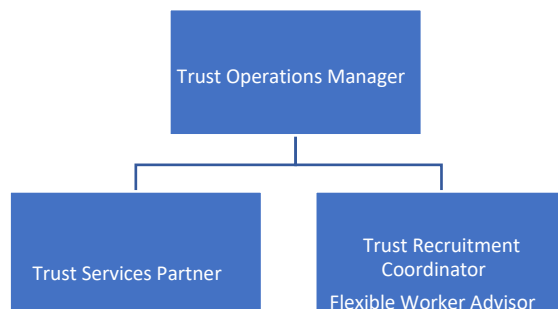 Trust Operations Manager
Trust Services Partner
Trust Recruitment
Coordinator
Flexible Worker Advisor